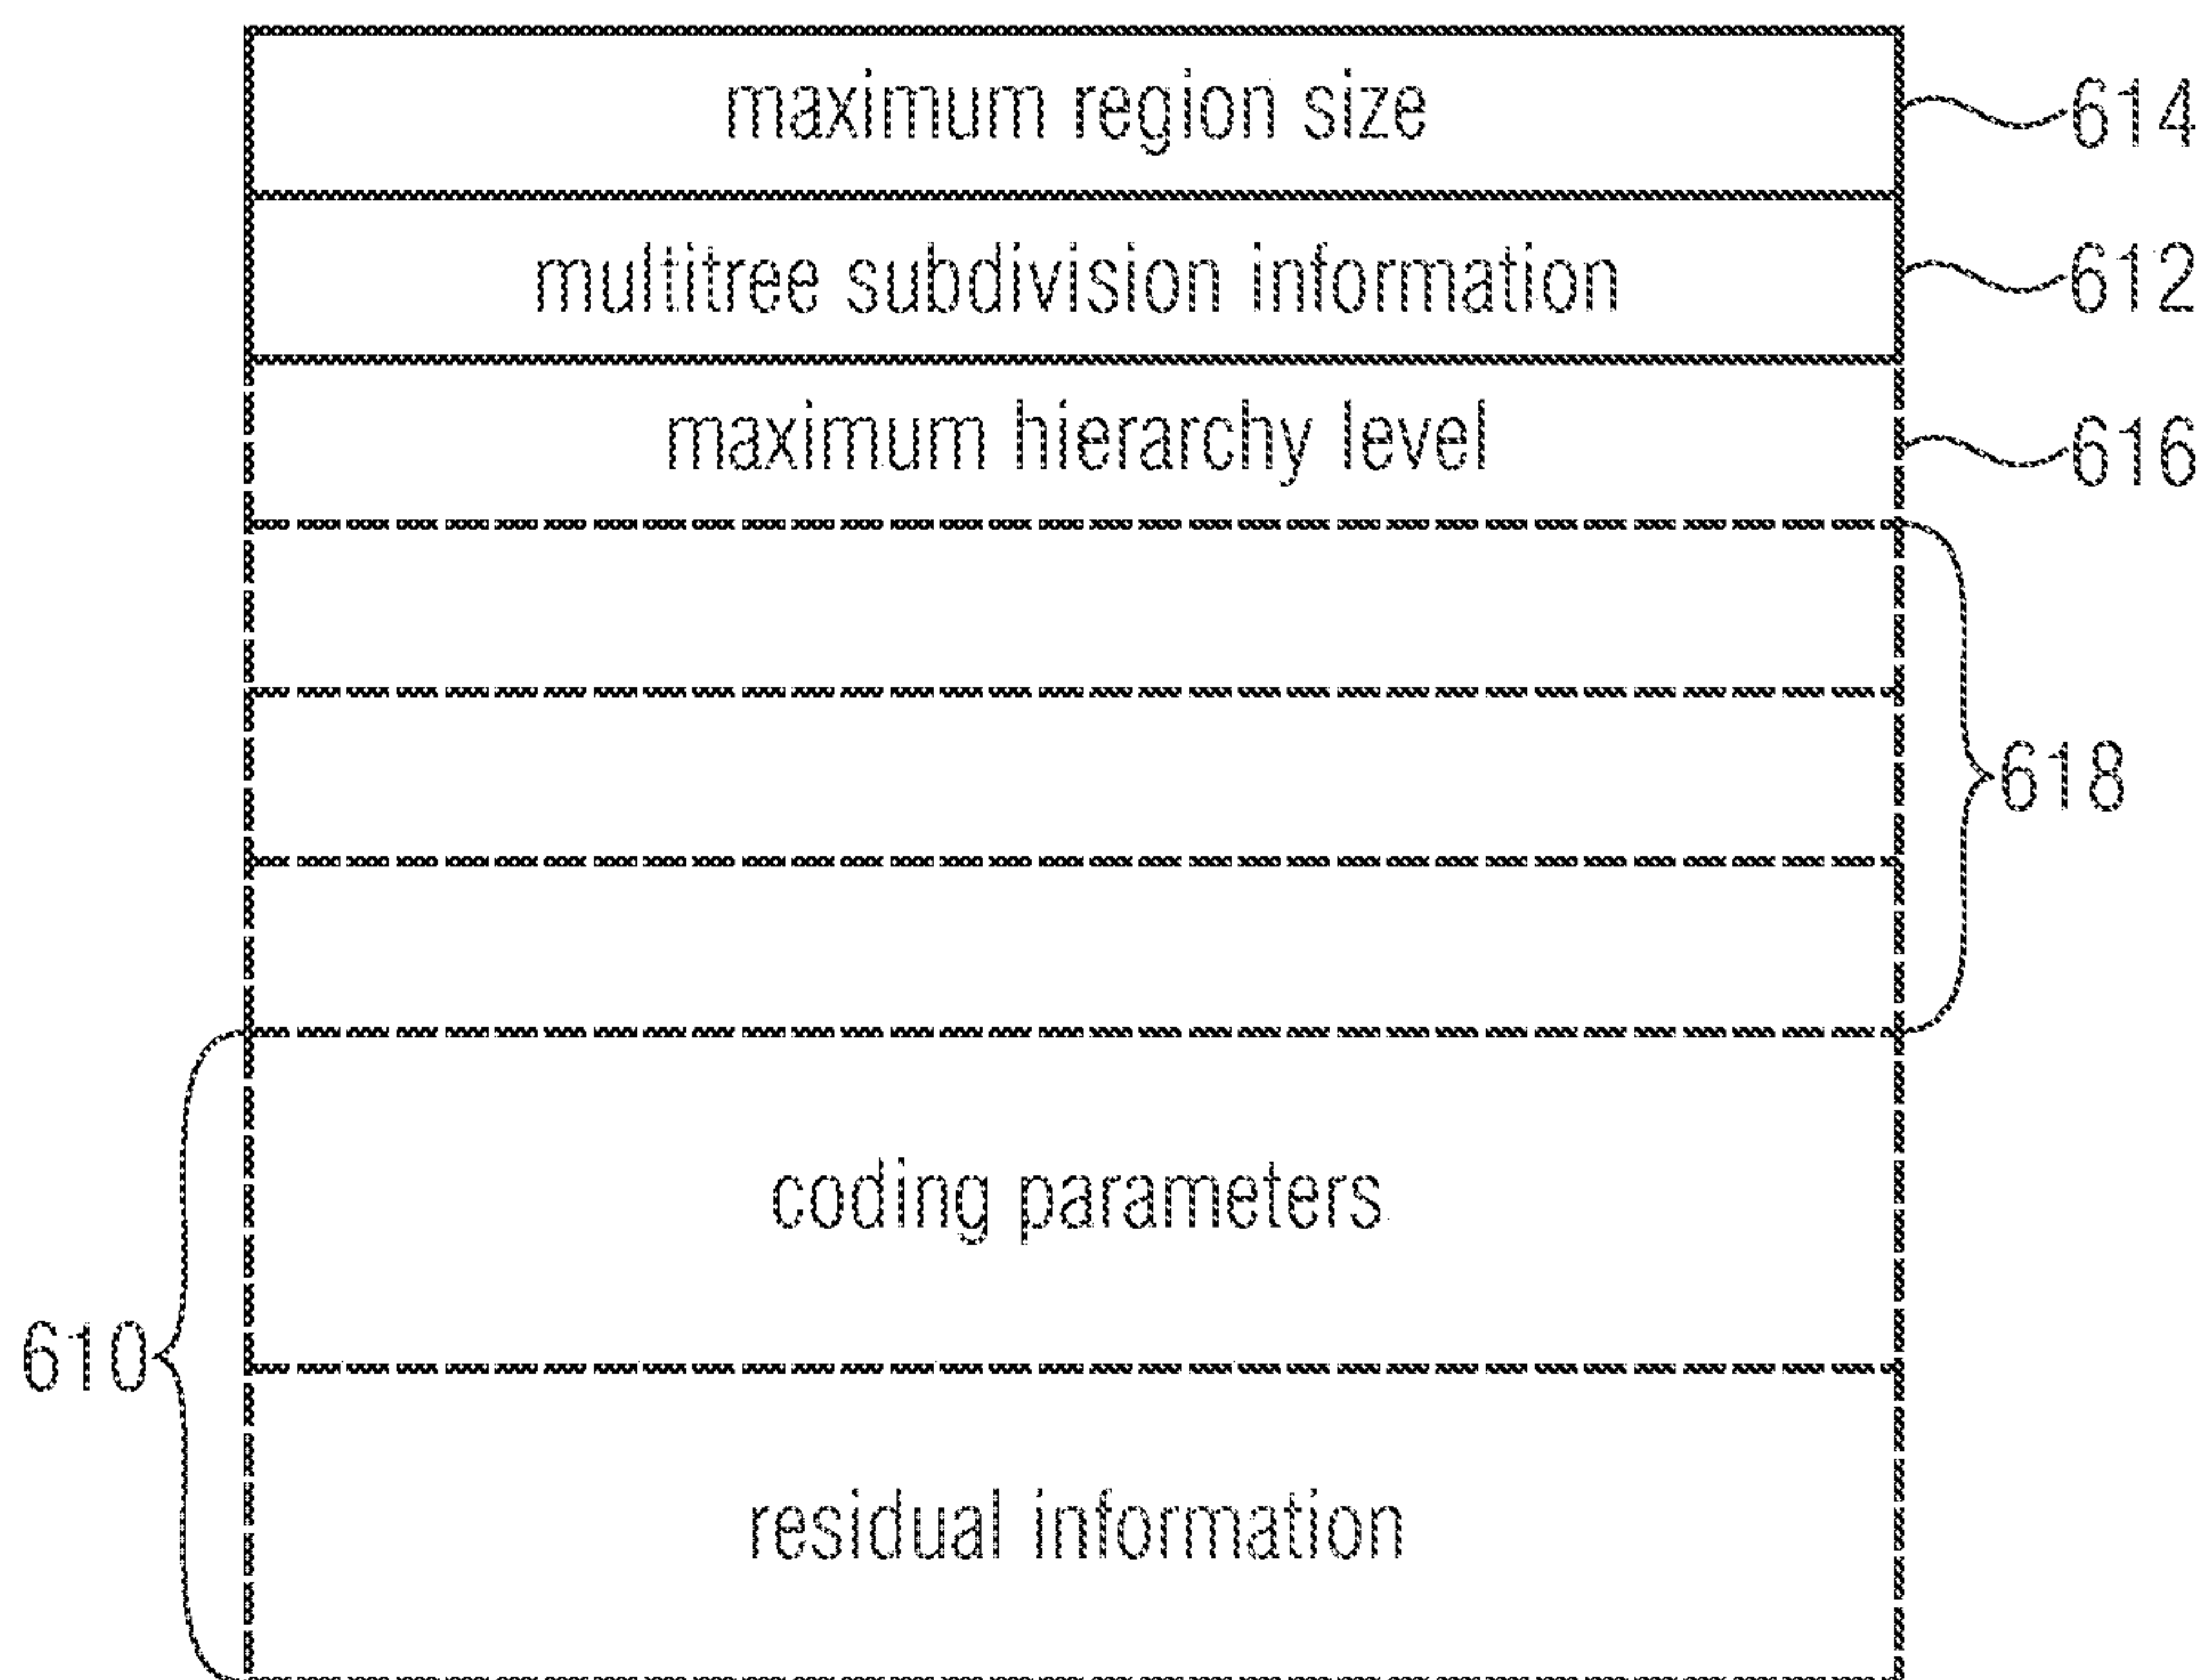 maximum region size
614
multitree subdivision information
612
maximum hierarchy level
616
618
coding parameters
610
residual information